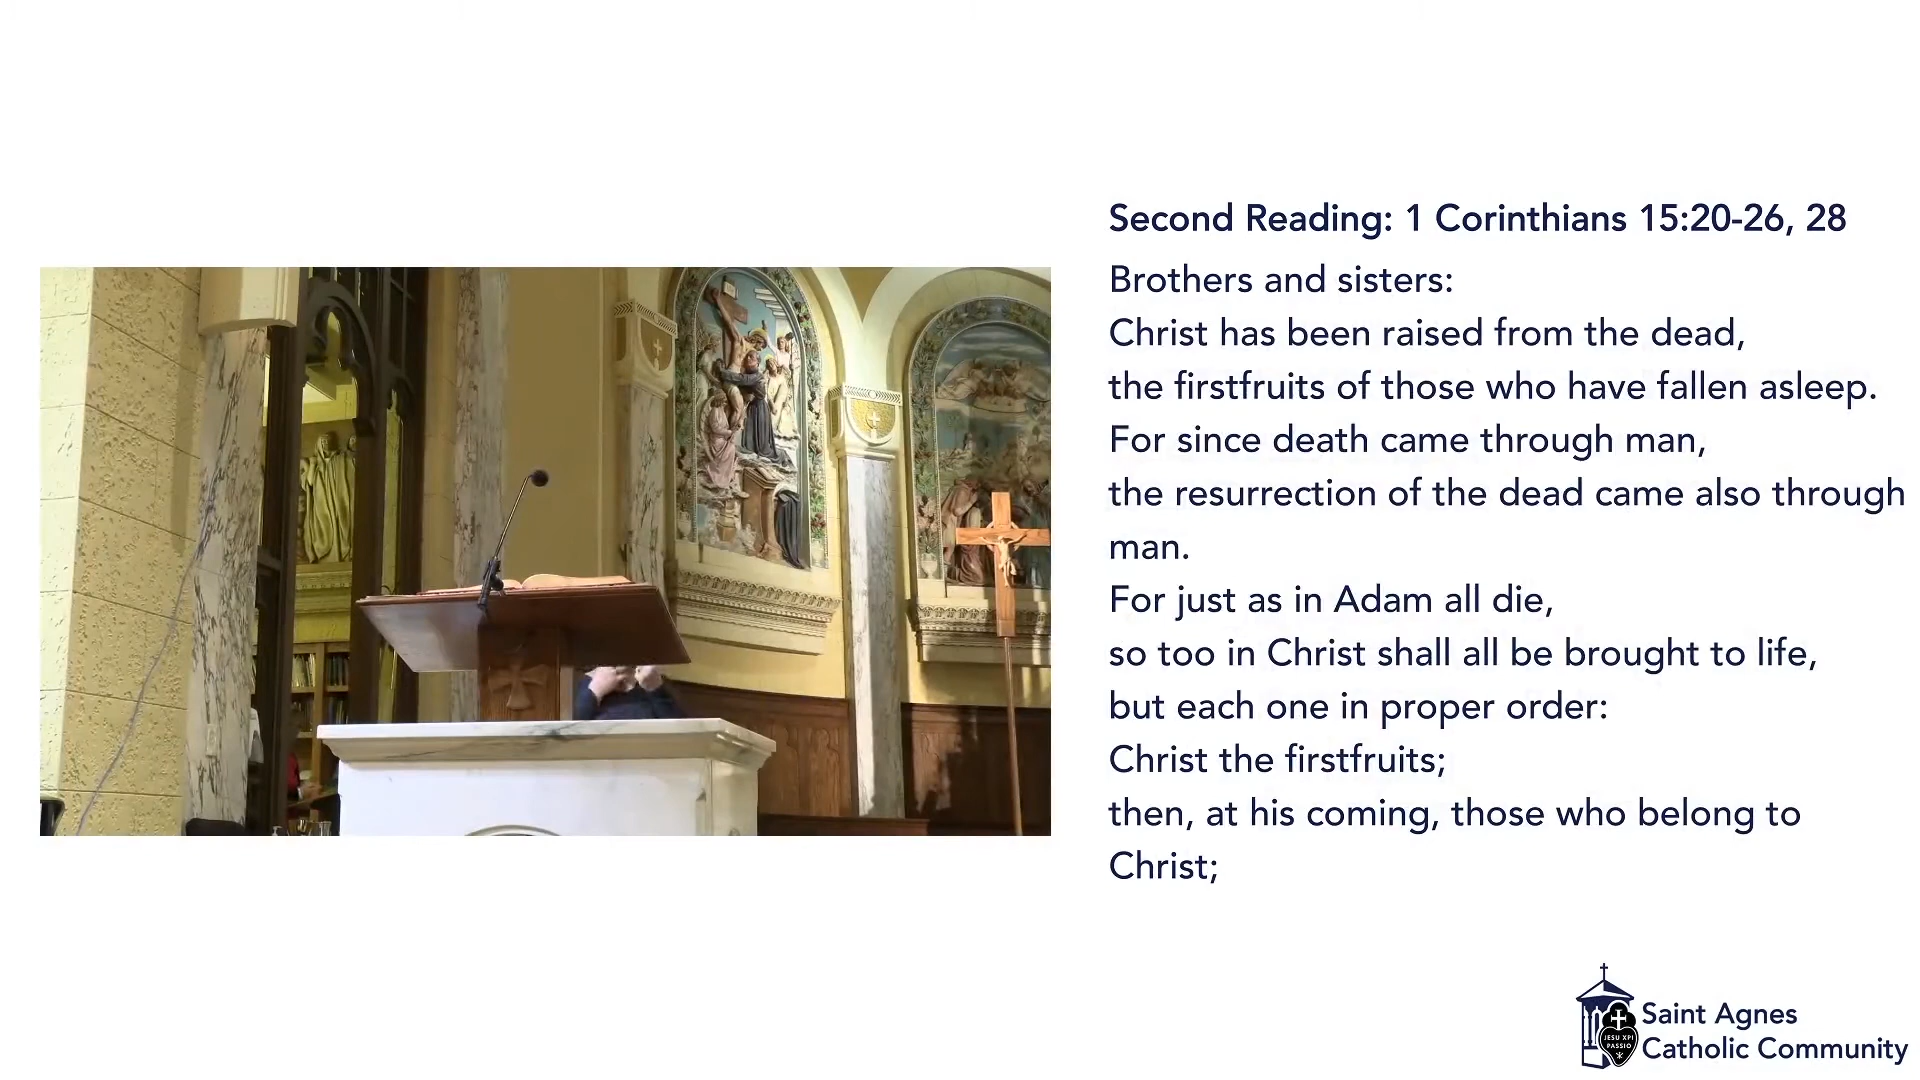 Second Reading: 1 Corinthians 15:20-26, 28
Brothers and sisters:
Christ has been raised from the dead,
the firstfruits of those who have fallen asleep.
For since death came through man,
the resurrection of the dead came also through
man.
For just as in Adam all die,
so too in Christ shall all be brought to life,
but each one in proper order:
Christ the firstfruits;
then, at his coming, those who belong to
Christ;
JESU XPI
PASSIO
Saint Agnes
Catholic Community